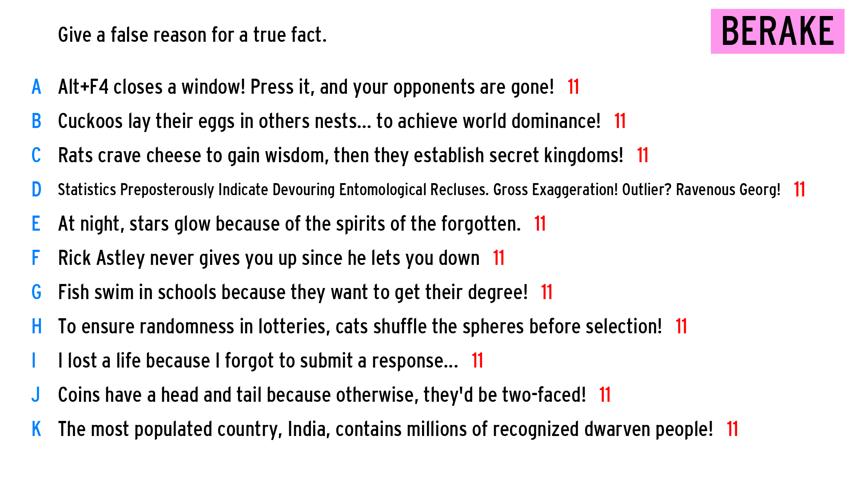 Give a false reason for a true fact.
BERAKE
A Alt+F4 closes a window! Press it, and your opponents are gone! 11
B Cuckoos lay their eggs in others nests... to achieve world dominance! 11
C Rats crave cheese to gain wisdom, then they establish secret kingdoms! 11
D Statistics Preposterously Indicate Devouring Entomological Recluses. Gross Exaggeration! Outlier? Ravenous Georg! 11
E At night, stars glow because of the spirits of the forgotten. 11
F Rick Astley never gives you up since he lets you down 11
G Fish swim in schools because they want to get their degree! 11
H To ensure randomness in lotteries, cats shuffle the spheres before selection! 11
I I lost a life because I forgot to submit a response... 11
J Coins have a head and tail because otherwise, they'd be two-faced! 11
K The most populated country, India, contains millions of recognized dwarven people! 11